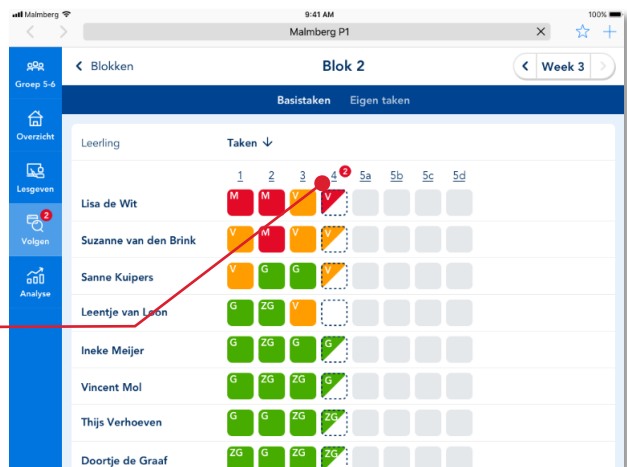 Malmberg 9:41 AM 100%
Malmberg P1
Groep 5-6
Overzicht
Lesgeven
2
Volgen
Analyse
Blokken Blok 2 Week 3
Basistaken Eigen taken
Leerling Taken
1 2 3 4 2 5a 5b 5c 5d
Lisa de Wit M M V V
Suzanne van den Brink V M V V
Sanne Kuipers V G G V
Leentje van Loon G ZG V
Ineke Meijer G ZG G G
Vincent Mol G ZG ZG G
Thijs Verhoeven G G ZG ZG
Doortje de Graaf ZG G ZG ZG